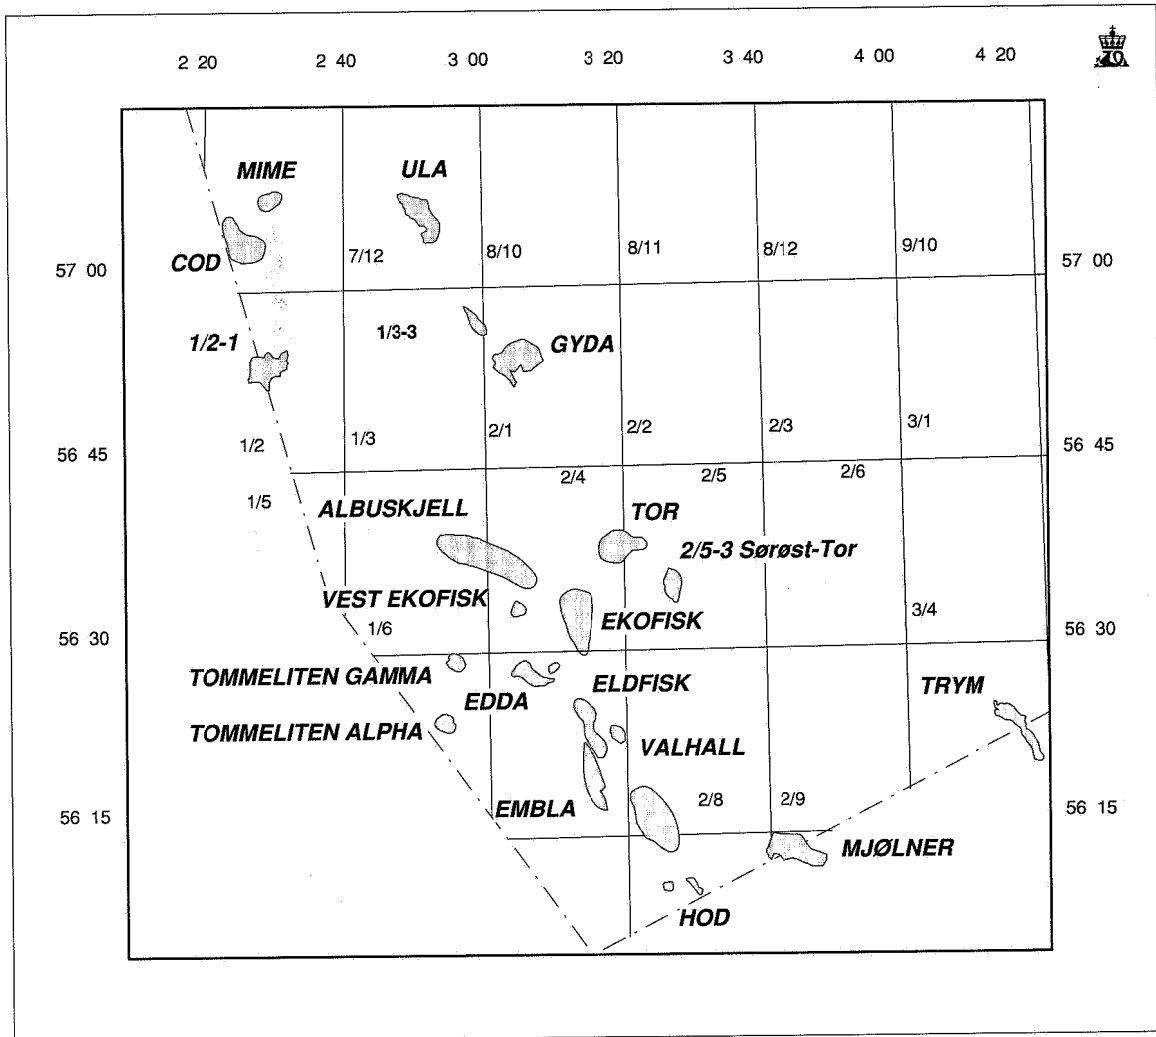 2 20 2 40 3 00 3 20 3 40 4 00 4 20
MIME ULA
7/12 8/10 8/11 8/12 9/10
COD
57 00 57 00
1/2-1 1/3-3 GYDA
1/2 1/3 2/1 2/2 2/3 3/1
56 45 56 45
1/5 2/4 2/5 2/6
ALBUSKJELL TOR
2/5-3 Sørøst-Tor
VEST EKOFISK
1/6 EKOFISK 3/4
56 30 56 30
TOMMELITEN GAMMA ELDFISK TRYM
EDDA
TOMMELITEN ALPHA VALHALL
EMBLA 2/8 2/9
56 15 56 15
MJØLNER
HOD